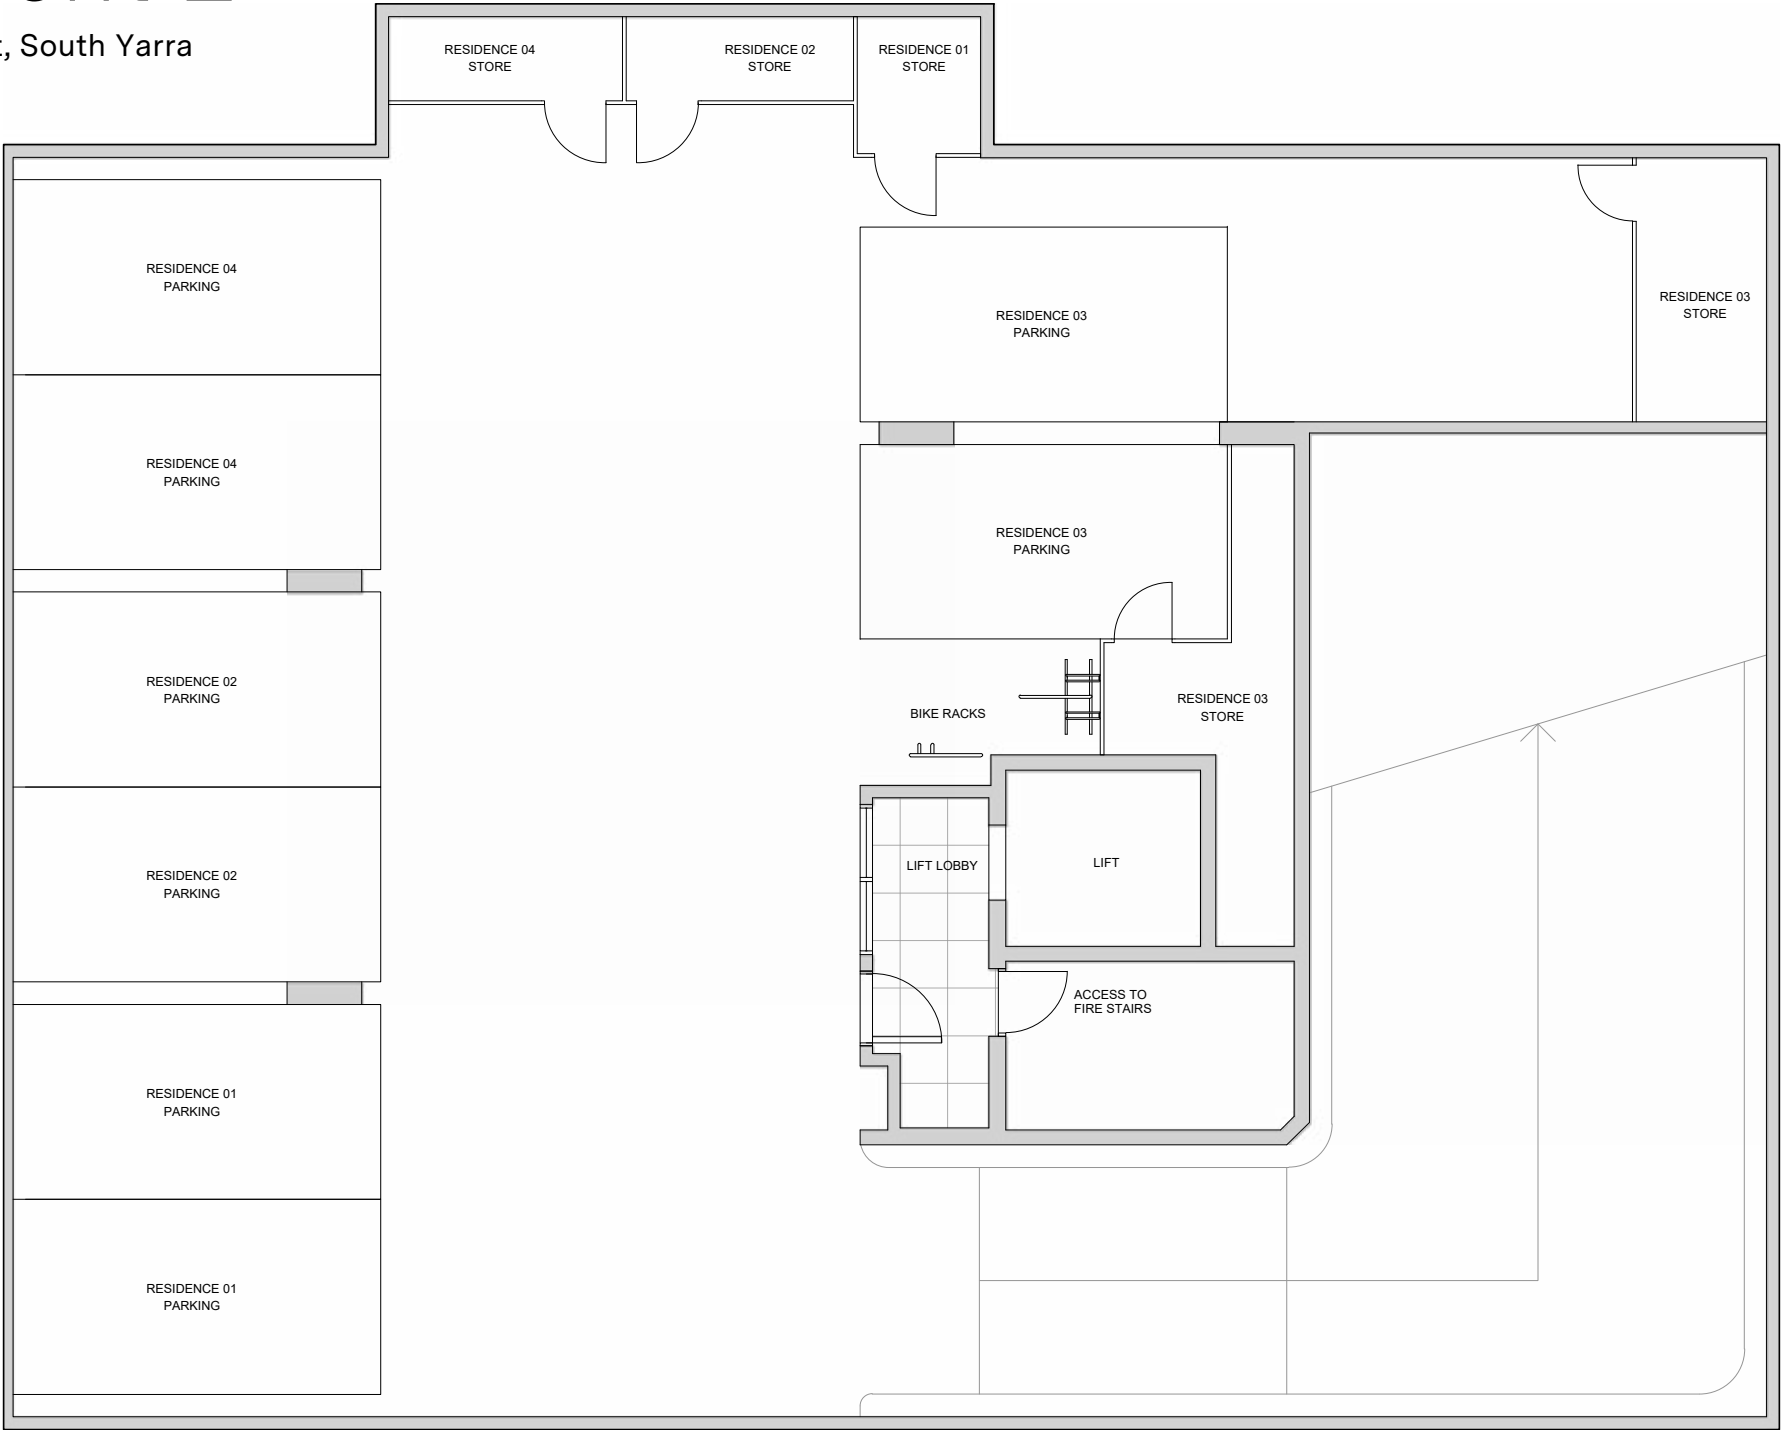 , South Yarra
RESIDENCE 04
STORE
RESIDENCE 02
STORE
RESIDENCE 01
STORE
RESIDENCE 04
PARKING
RESIDENCE 03
PARKING
RESIDENCE 03
STORE
RESIDENCE 04
PARKING
RESIDENCE 03
PARKING
RESIDENCE 02
PARKING
BIKE RACKS
RESIDENCE 03
STORE
RESIDENCE 02
PARKING
LIFT LOBBY
LIFT
ACCESS TO
FIRE STAIRS
RESIDENCE 01
PARKING
RESIDENCE 01
PARKING